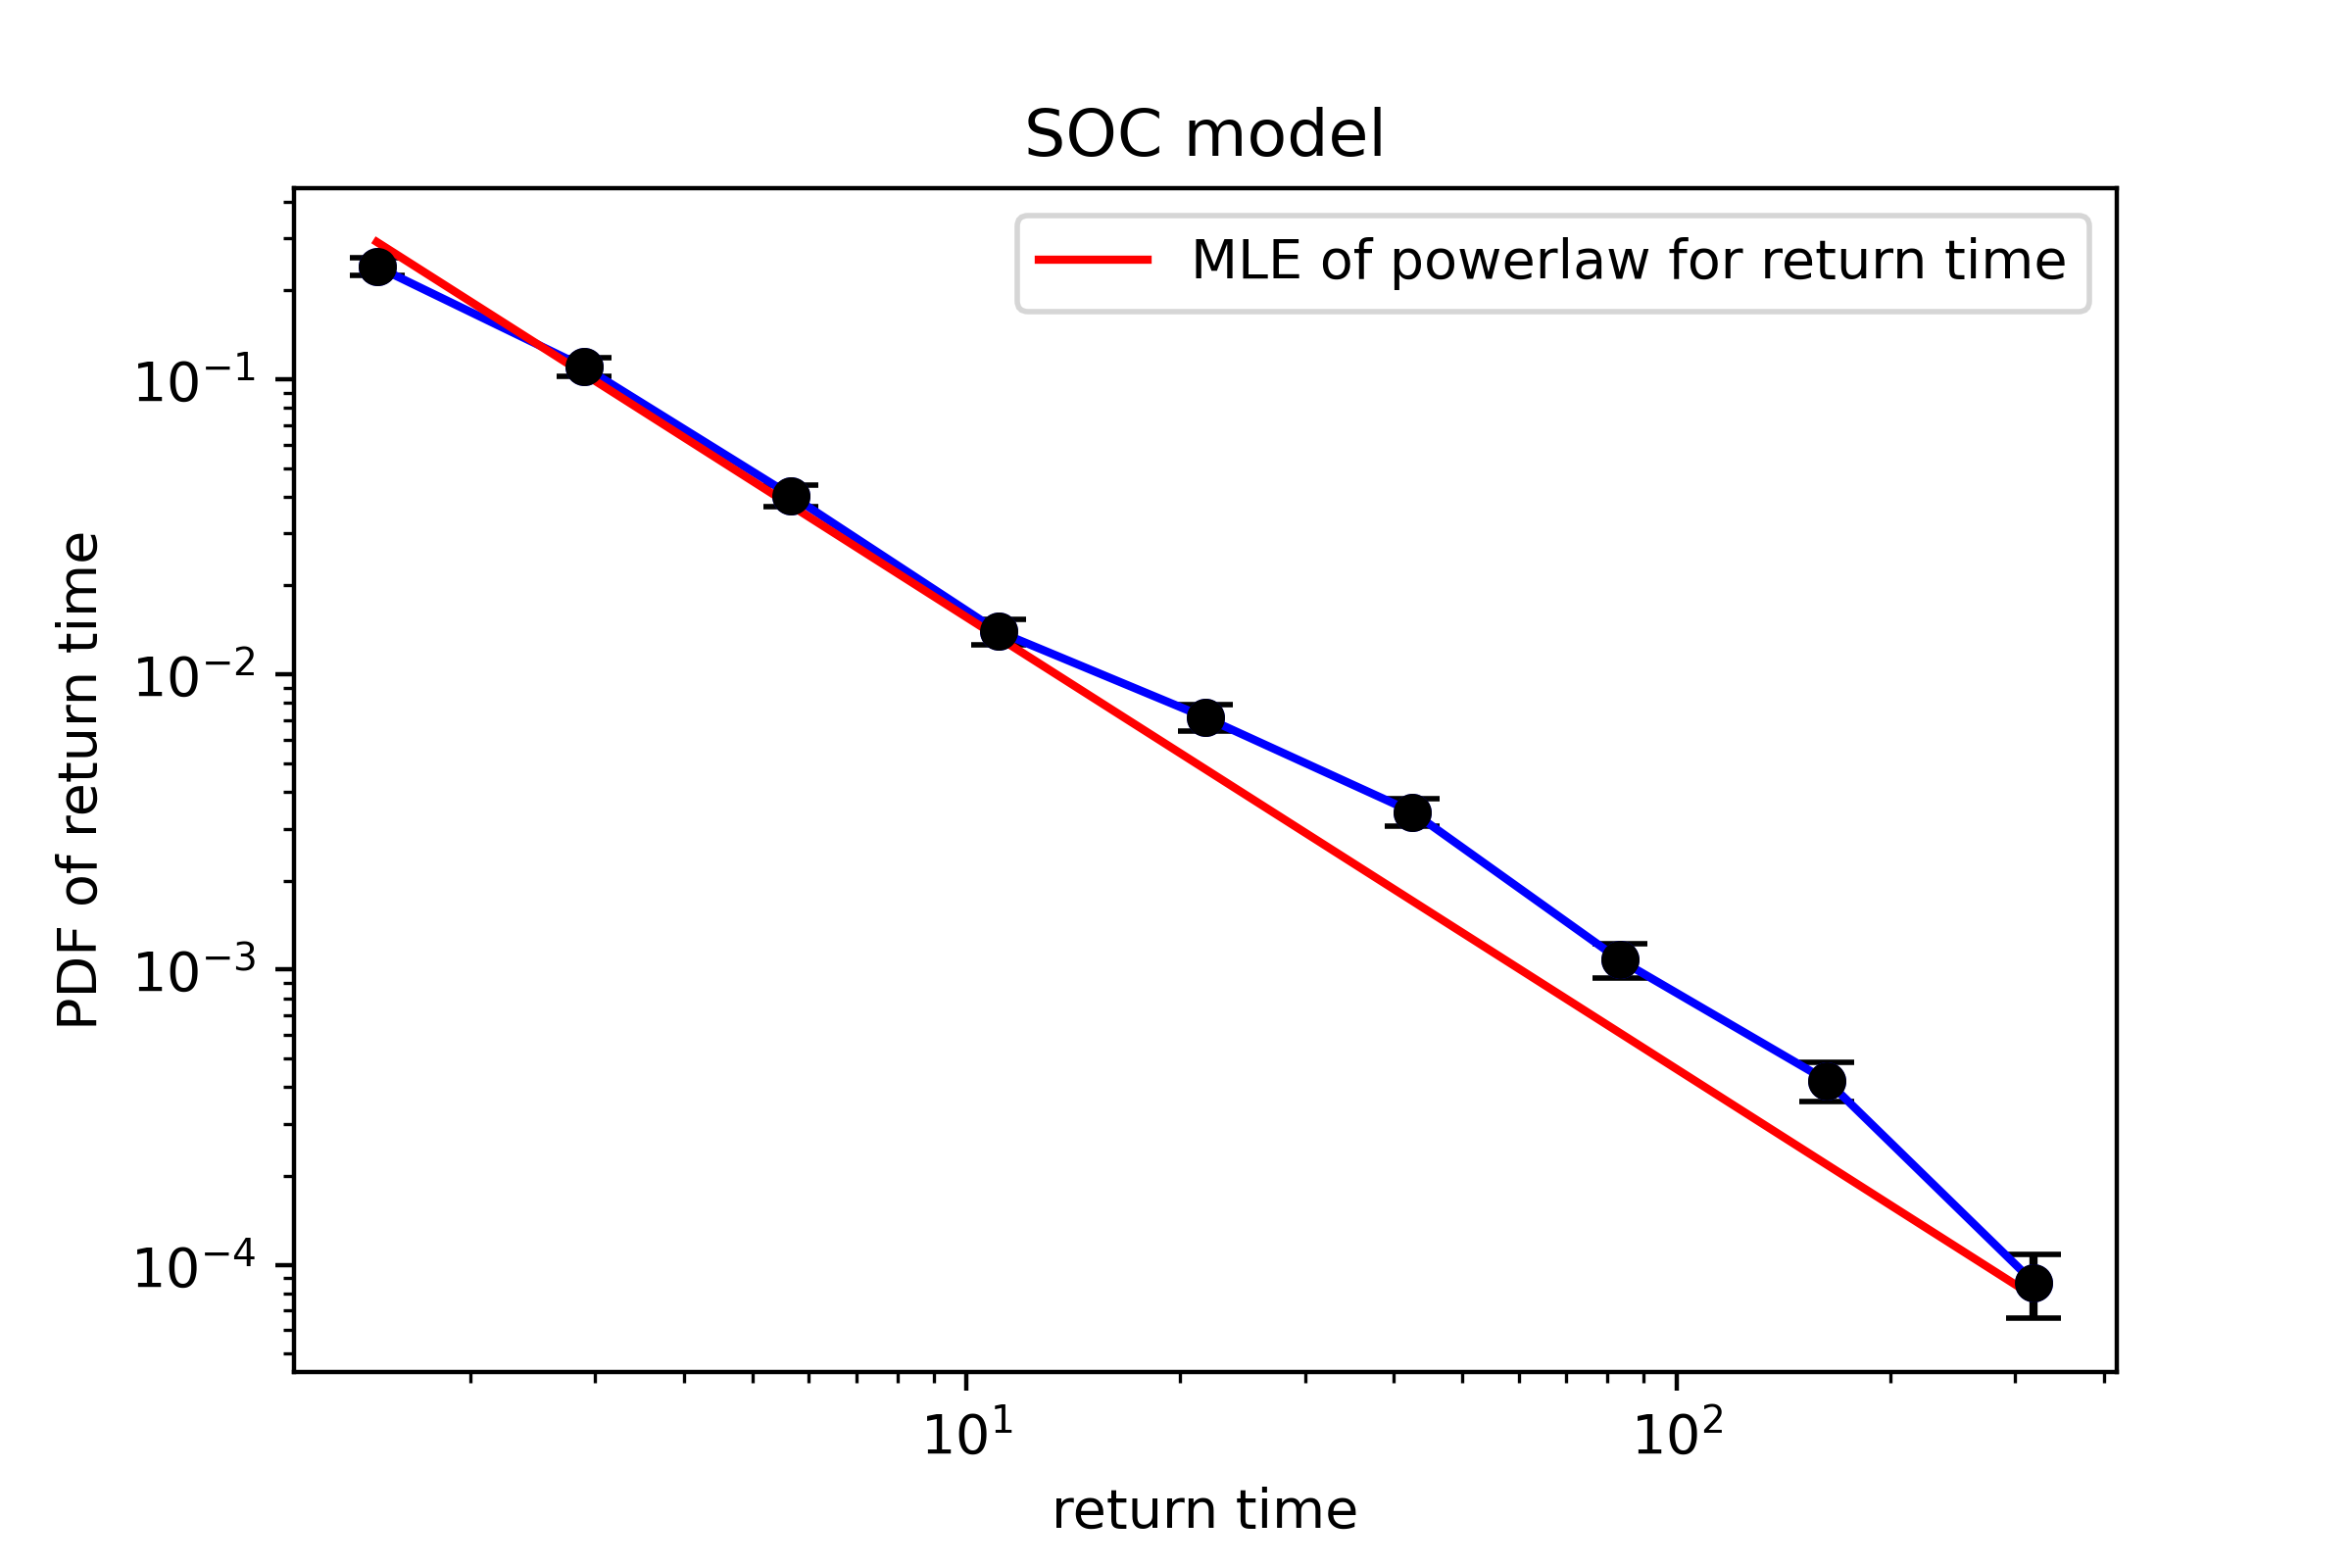 SOC model
MLE of powerlaw for return time
PDF of return time
10⁻¹
10⁻²
10⁻³
10⁻⁴
10¹
10²
return time